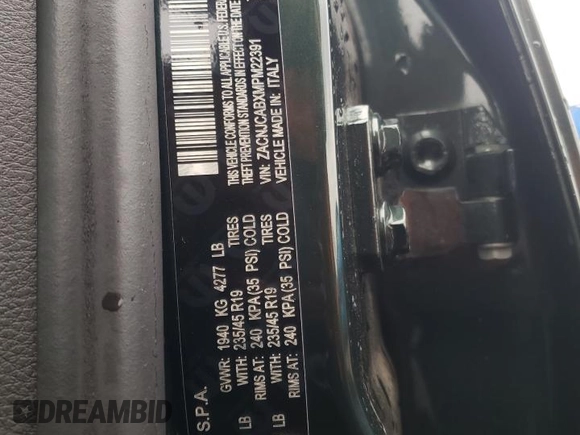 THIS VEHICLE CONFORMS TO ALL APPLICABLE U.S. FEDER
THEFT PREVENTION STANDARDS IN EFFECT ON THE DATE
VIN: ZACNJCABXMPM22391
VEHICLE MADE IN: ITALY
S.P.A.
GVWR: 1940 KG 4277 LB
LB WITH: 235/45 R19 TIRES
RIMS AT: 240 KPA(35 PSI) COLD
LB WITH: 235/45 R19 TIRES
RIMS AT: 240 KPA(35 PSI) COLD
DREAMBID